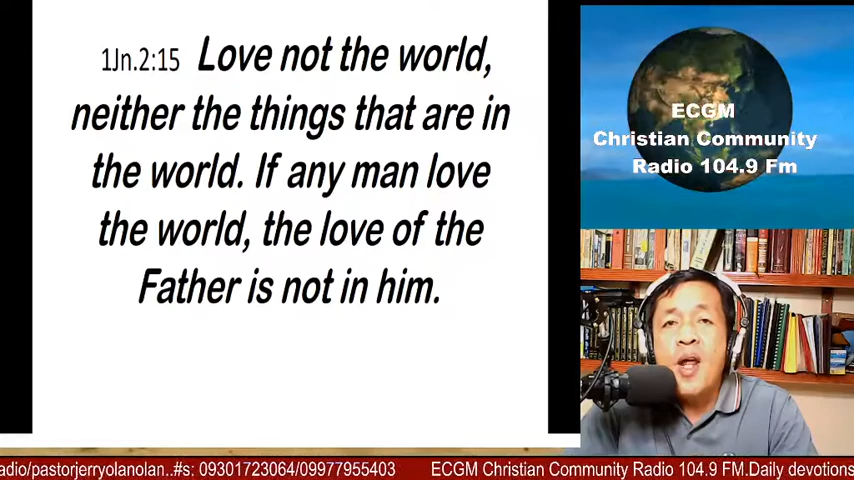 1Jn.2:15 Love not the world,
neither the things that are in
the world. If any man love
the world, the love of the
Father is not in him.
ECGM
Christian Community
Radio 104.9 Fm
adio/pastorjerryolanolan..#s: 09301723064/09977955403 ECGM Christian Community Radio 104.9 FM.Daily devotions